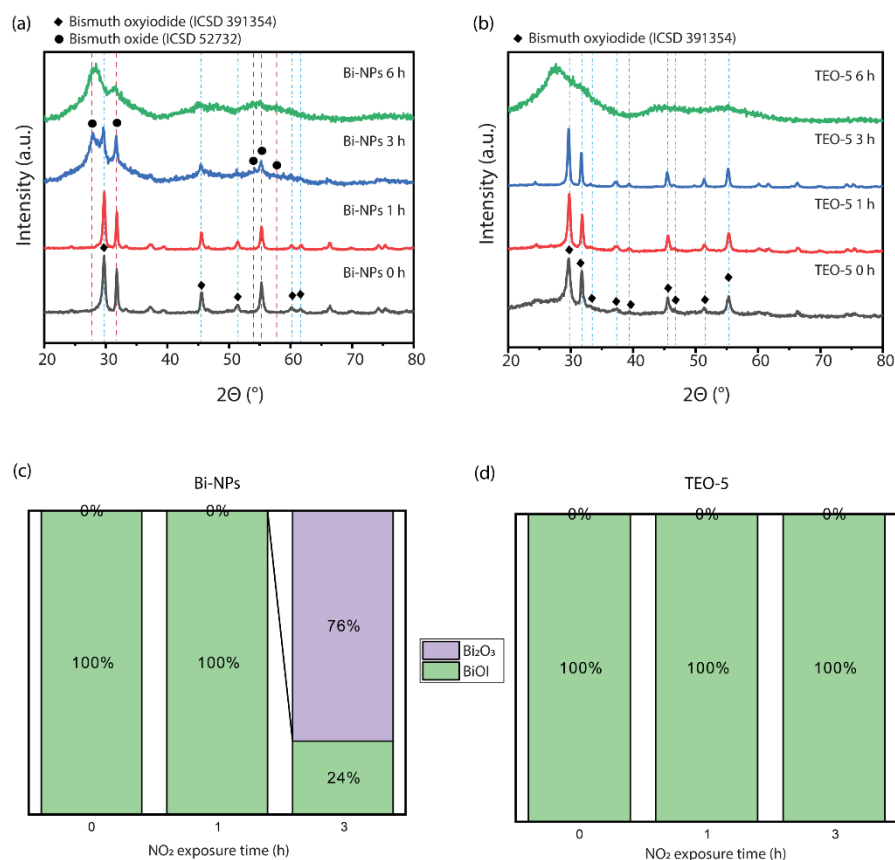 (a)
◆ Bismuth oxyiodide (ICSD 391354)
● Bismuth oxide (ICSD 52732)
Intensity (a.u.)
Bi-NPs 6 h
Bi-NPs 3 h
Bi-NPs 1 h
Bi-NPs 0 h
20 30 40 50 60 70 80
2Θ (°)
(b)
◆ Bismuth oxyiodide (ICSD 391354)
Intensity (a.u.)
TEO-5 6 h
TEO-5 3 h
TEO-5 1 h
TEO-5 0 h
20 30 40 50 60 70 80
2Θ (°)
(c)
Bi-NPs
0% 0%
100% 100% 76%
24%
0 1 3
NO₂ exposure time (h)
Bi₂O₃
BiOI
(d)
TEO-5
0% 0% 0%
100% 100% 100%
0 1 3
NO₂ exposure time (h)